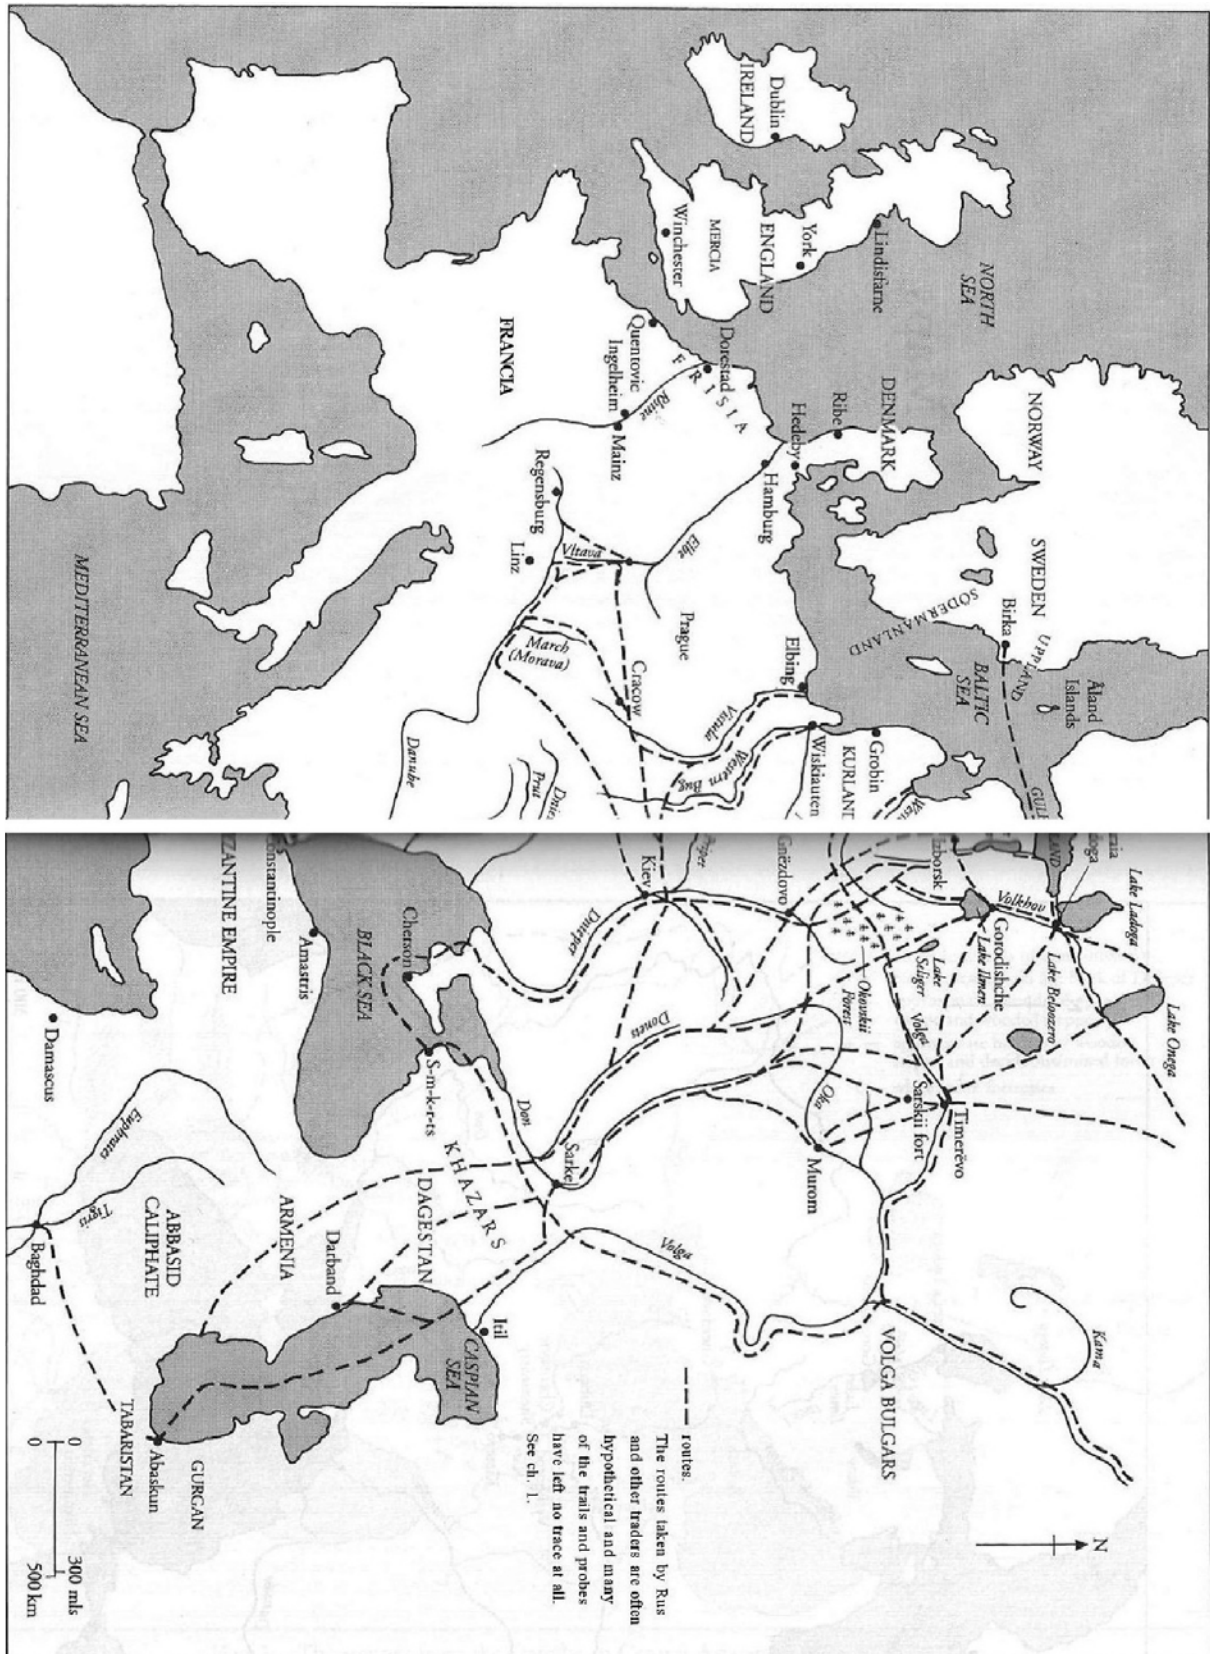 IRELAND
Dublin
NORTH
SEA
Lindisfarne
York
ENGLAND
MERCIA
Winchester
NORWAY
DENMARK
Ribe
Hedeby
Hamburg
FRISIA
Dorestad
Quentovic
Ingelheim
Rhine
Mainz
FRANCIA
Regensburg
Linz
Vltava
Elbe
Prague
SWEDEN
UPPLAND
Birka
SÖDERMANLAND
Åland
Islands
BALTIC
SEA
Elbing
Grobin
KURLAND
Wiskiauten
Vistula
Western Bug
Cracow
March
(Morava)
Danube
Prut
Dnie
West
GULF
MEDITERRANEAN SEA
Lake Ladoga
Lake Onega
Volkhov
Gorodishche
Lake Ilmen
Lake Beloozero
zborsk
Gnëzdovo
Lake
Seliger
Okovskii
Forest
Volga
Timerëvo
Sarskii fort
Oka
Murom
Kama
VOLGA BULGARS
Kiev
Dnieper
Donets
Don
Sarkel
Volga
Itil
Cherson
BLACK SEA
S-m-k-r-ts
KHAZARS
DAGESTAN
Darband
CASPIAN
SEA
Amastris
onstantinople
ZANTINE EMPIRE
ARMENIA
ABBASID
CALIPHATE
Damascus
Euphrates
Tigris
Baghdad
TABARISTAN
Abaskun
GURGAN
N
routes.
The routes taken by Rus
and other traders are often
hypothetical and many
of the trails and probes
have left no trace at all.
See ch. 1.
0 300 mls
0 500 km